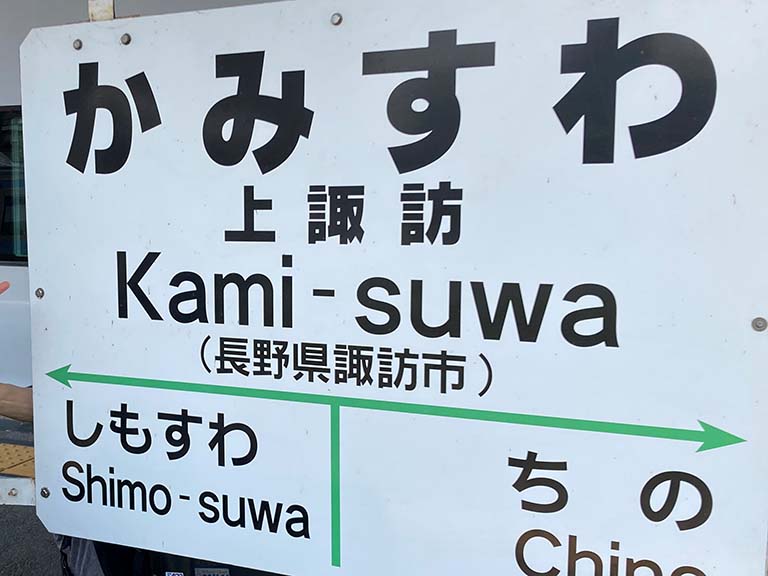 かみすわ
上諏訪
Kami-suwa
(長野県諏訪市)
しもすわ
Shimo-suwa
ちの
Chino